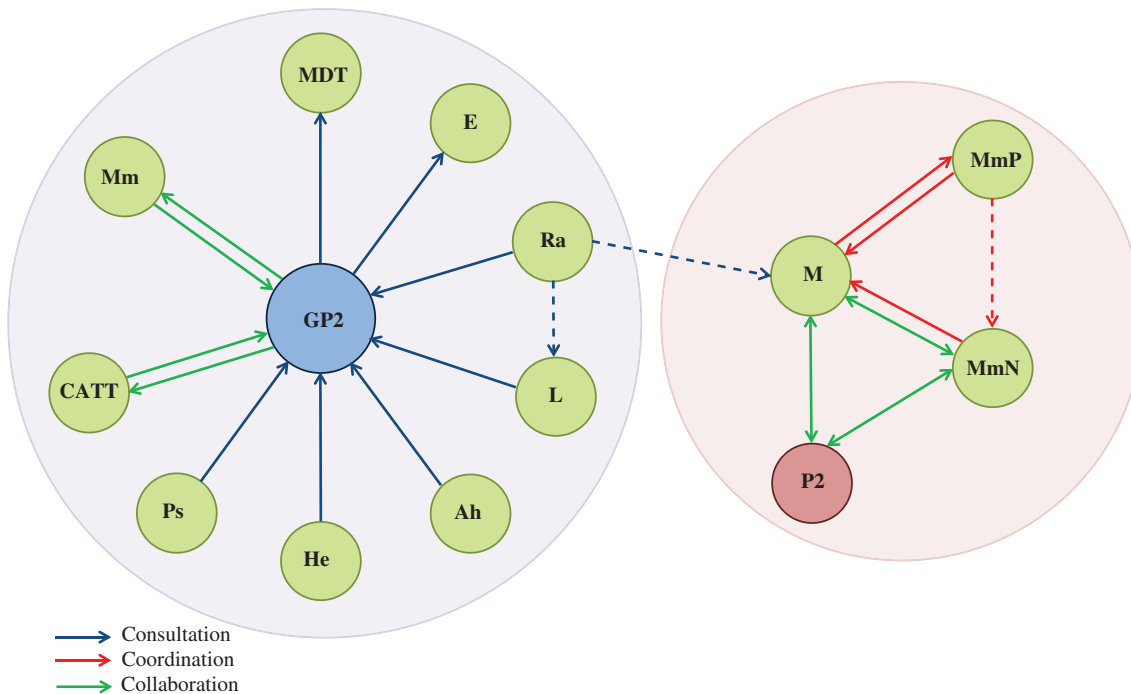 MDT
E
Mm
MmP
Ra
M
GP2
MmN
CATT
L
P2
Ps
Ah
He
Consultation
Coordination
Collaboration